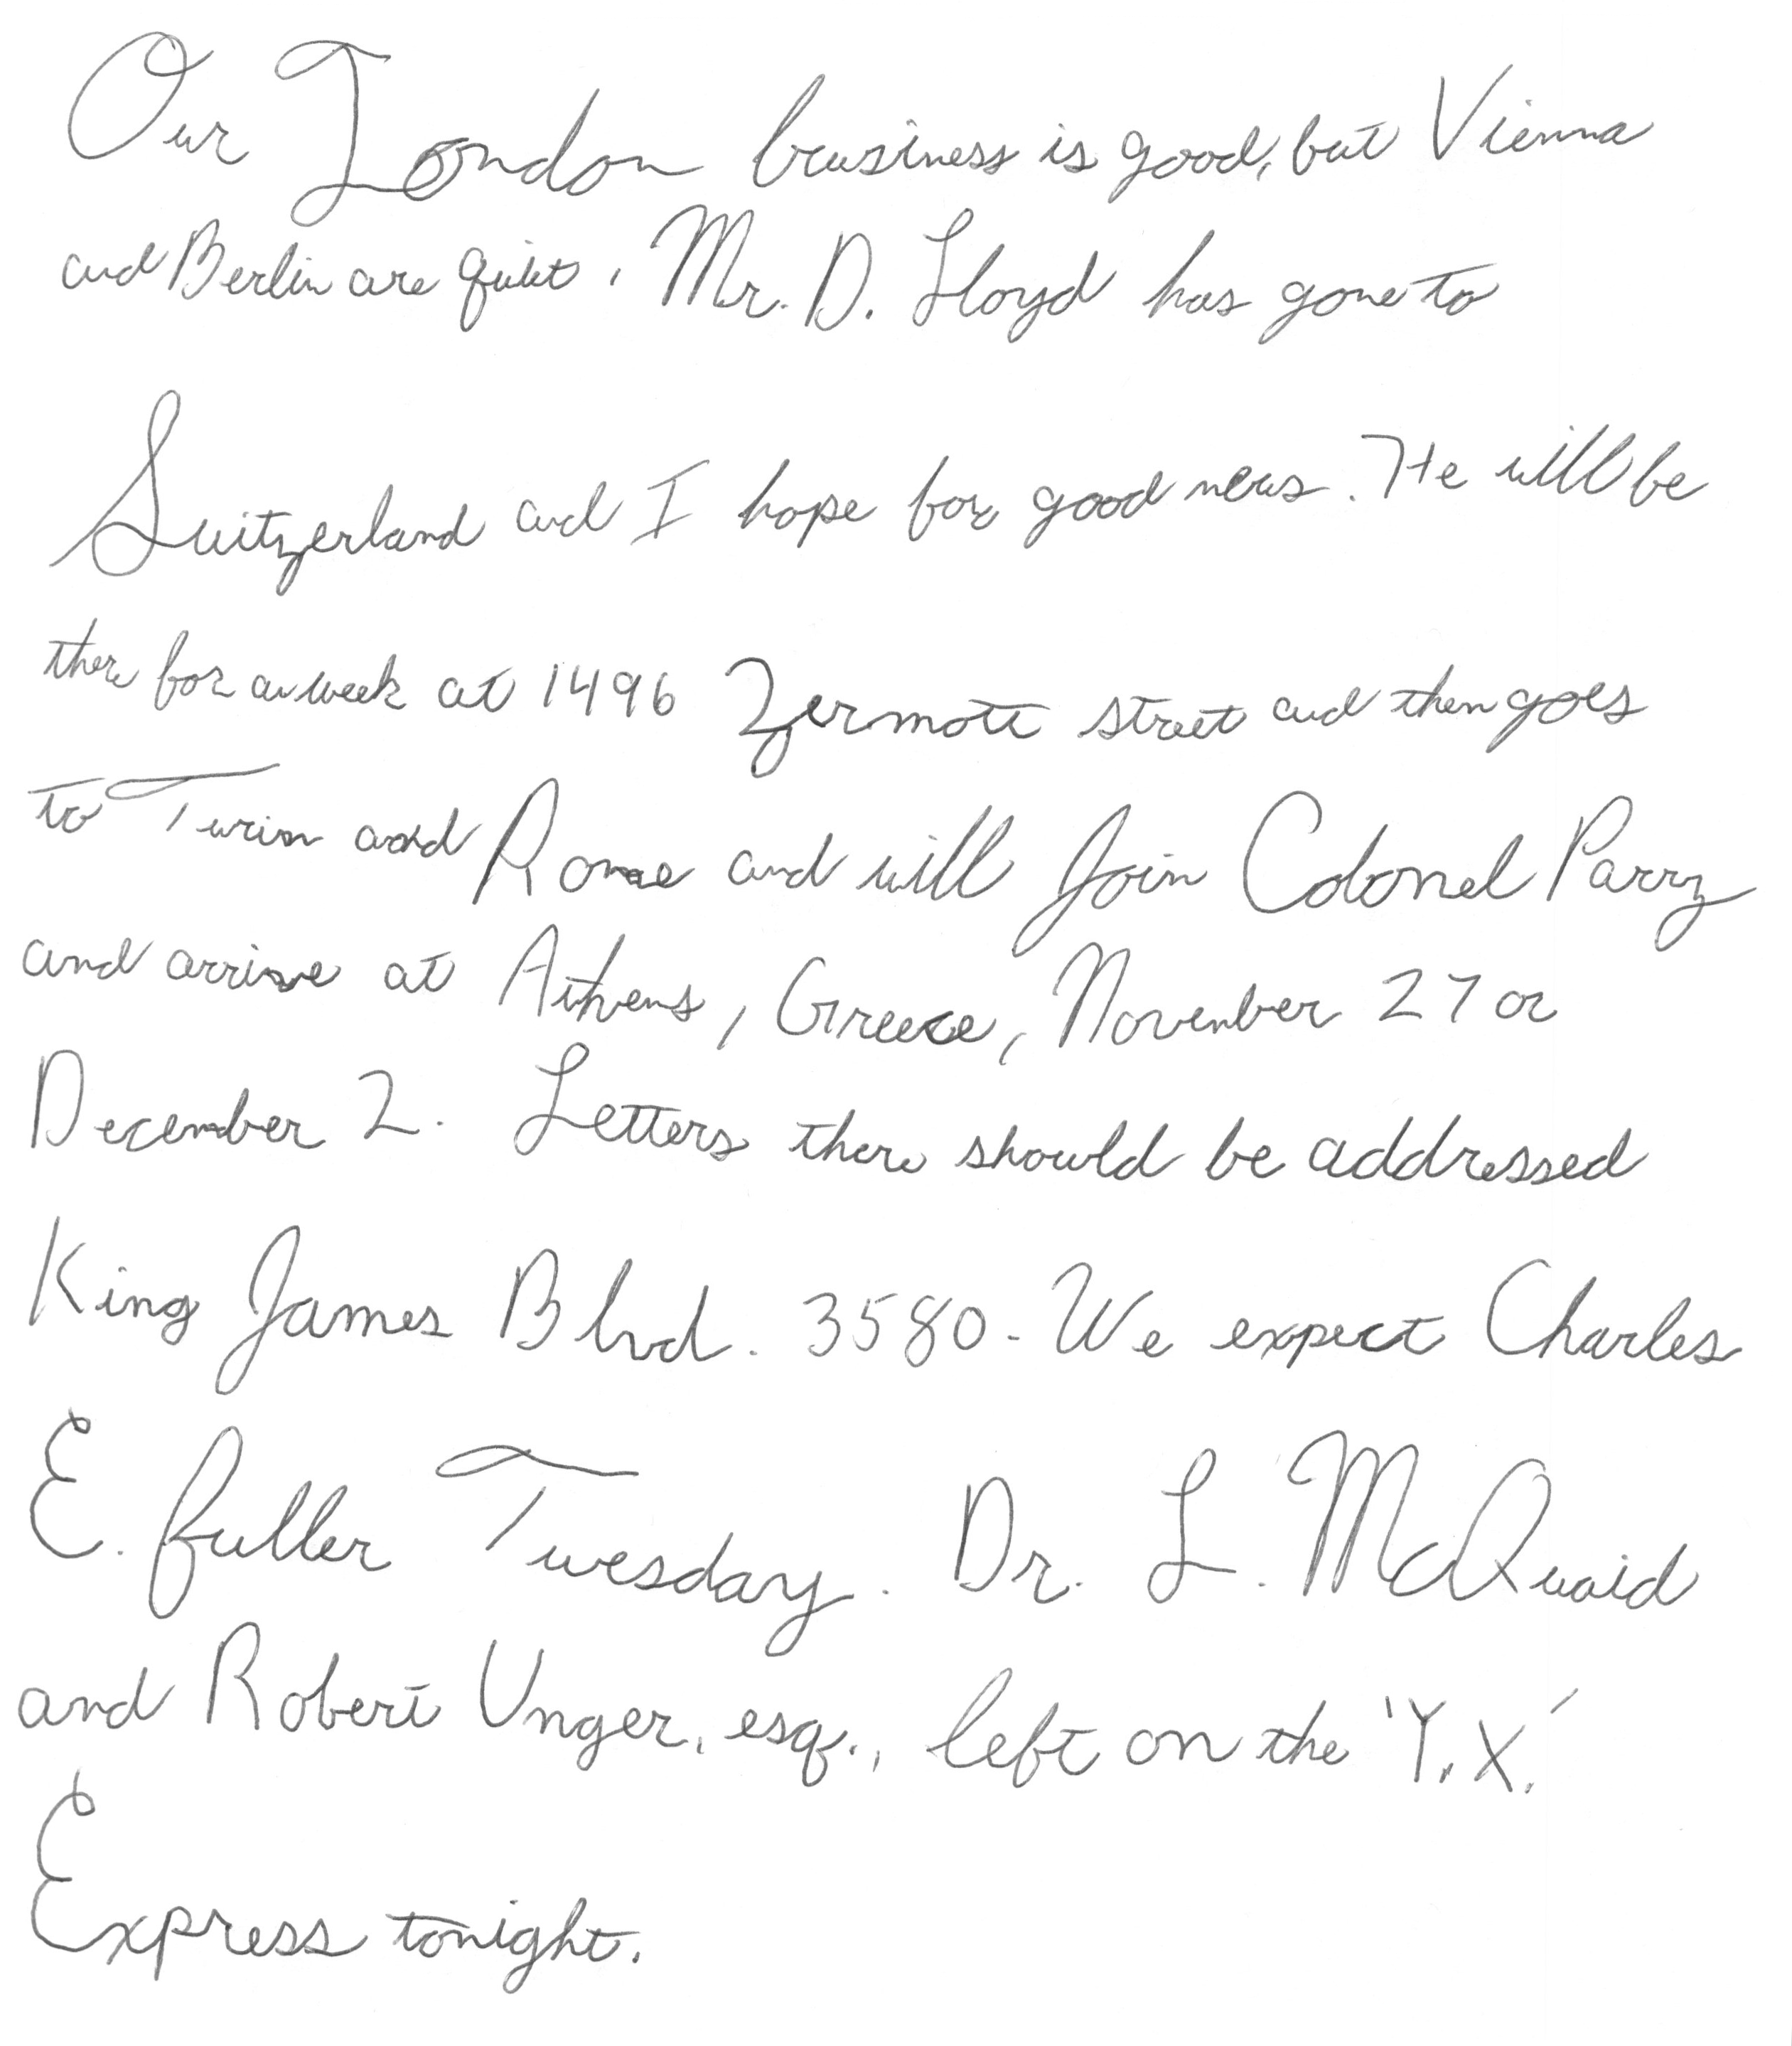 Our London business is good, but Vienna
and Berlin are quiet. Mr. D. Lloyd has gone to
Switzerland and I hope for good news. He will be
there for a week at 1496 Zermott street and then goes
to Turin and Rome and will Join Colonel Parry
and arrive at Athens, Greece, November 27 or
December 2. Letters there should be addressed
King James Blvd. 3580. We expect Charles
E. Fuller Tuesday. Dr. L. McQuaid
and Robert Unger, esq., left on the 'Y.X.'
Express tonight.